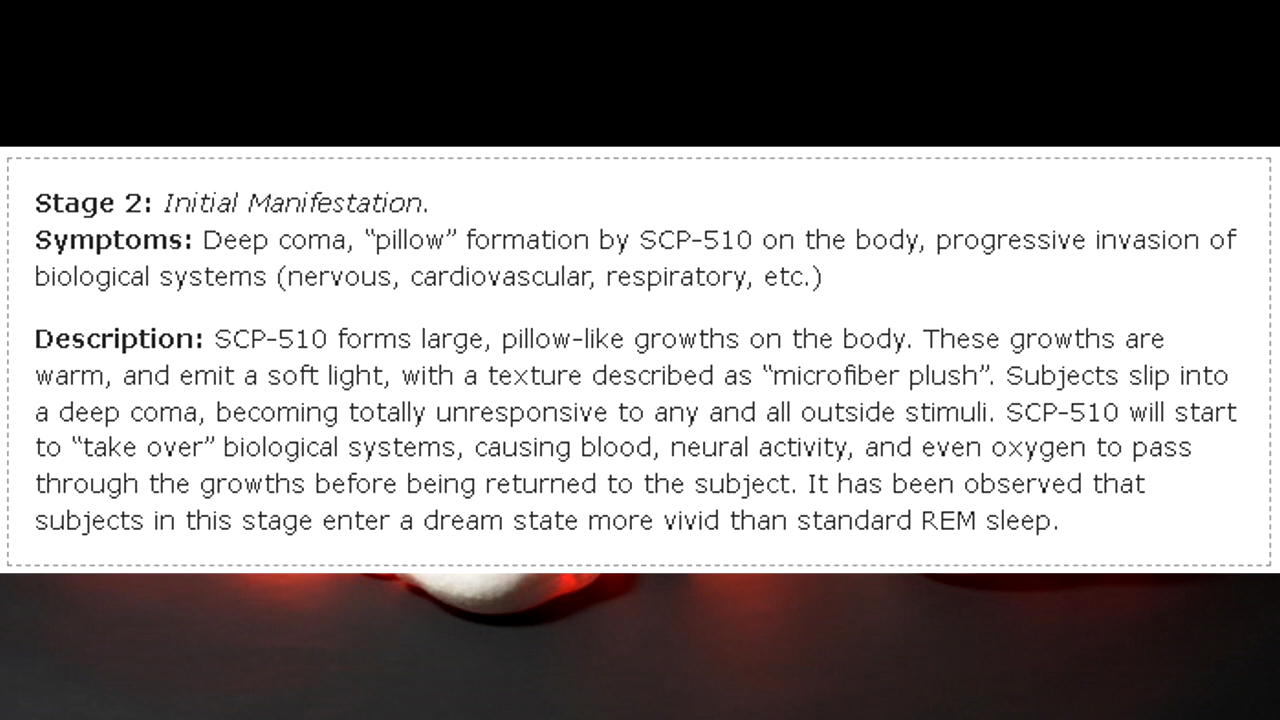 Stage 2: Initial Manifestation.
Symptoms: Deep coma, “pillow” formation by SCP-510 on the body, progressive invasion of
biological systems (nervous, cardiovascular, respiratory, etc.)
Description: SCP-510 forms large, pillow-like growths on the body. These growths are
warm, and emit a soft light, with a texture described as “microfiber plush”. Subjects slip into
a deep coma, becoming totally unresponsive to any and all outside stimuli. SCP-510 will start
to “take over” biological systems, causing blood, neural activity, and even oxygen to pass
through the growths before being returned to the subject. It has been observed that
subjects in this stage enter a dream state more vivid than standard REM sleep.